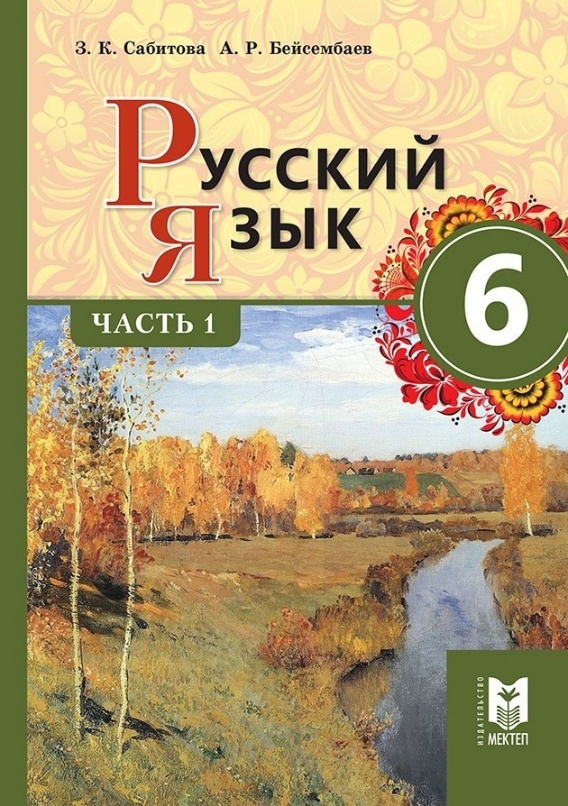 З. К. Сабитова А. Р. Бейсембаев
Русский
Язык
6
ЧАСТЬ 1
ИЗДАТЕЛЬСТВО
МЕКТЕП